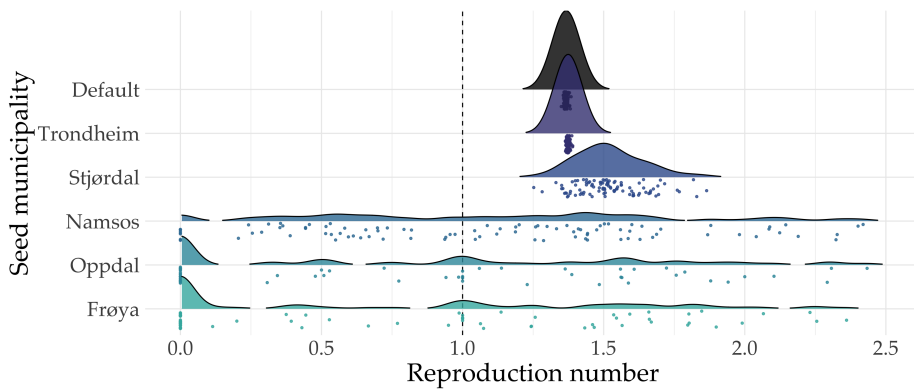 Seed municipality
Default
Trondheim
Stjørdal
Namsos
Oppdal
Frøya
0.0 0.5 1.0 1.5 2.0 2.5
Reproduction number